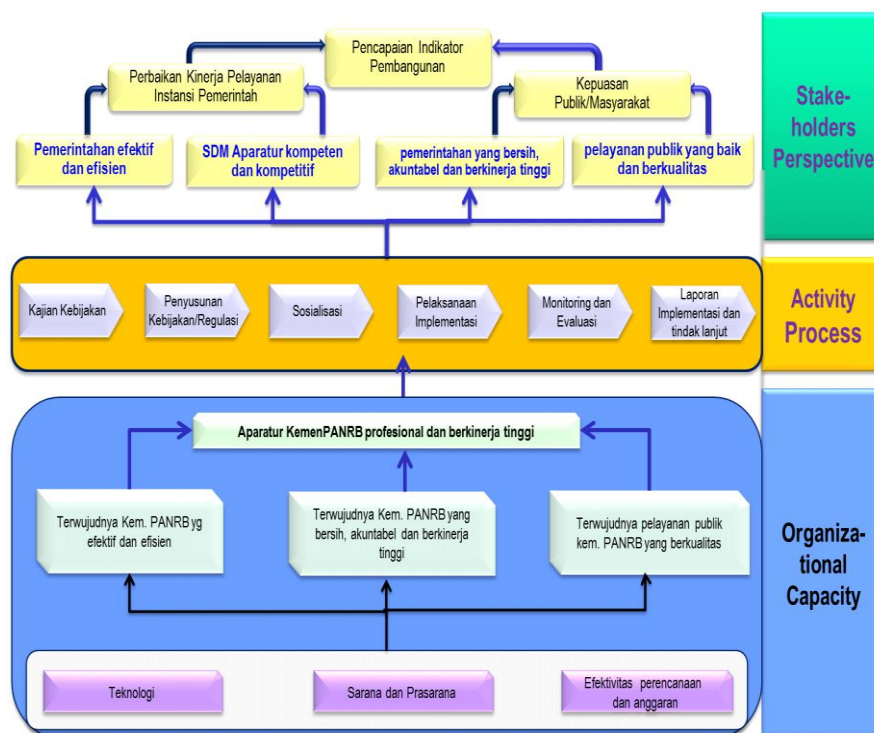 Pencapaian Indikator
Pembangunan
Perbaikan Kinerja Pelayanan
Instansi Pemerintah
Kepuasan
Publik/Masyarakat
Pemerintahan efektif
dan efisien
SDM Aparatur kompeten
dan kompetitif
pemerintahan yang bersih,
akuntabel dan berkinerja tinggi
pelayanan publik yang baik
dan berkualitas
Stake-
holders
Perspective
Kajian Kebijakan
Penyusunan
Kebijakan/Regulasi
Sosialisasi
Pelaksanaan
Implementasi
Monitoring dan
Evaluasi
Laporan
Implementasi dan
tindak lanjut
Activity
Process
Aparatur KemenPANRB profesional dan berkinerja tinggi
Terwujudnya Kem. PANRB yg
efektif dan efisien
Terwujudnya Kem. PANRB yang
bersih, akuntabel dan berkinerja
tinggi
Terwujudnya pelayanan publik
kem. PANRB yang berkualitas
Organiza-
tional
Capacity
Teknologi
Sarana dan Prasarana
Efektivitas perencanaan
dan anggaran